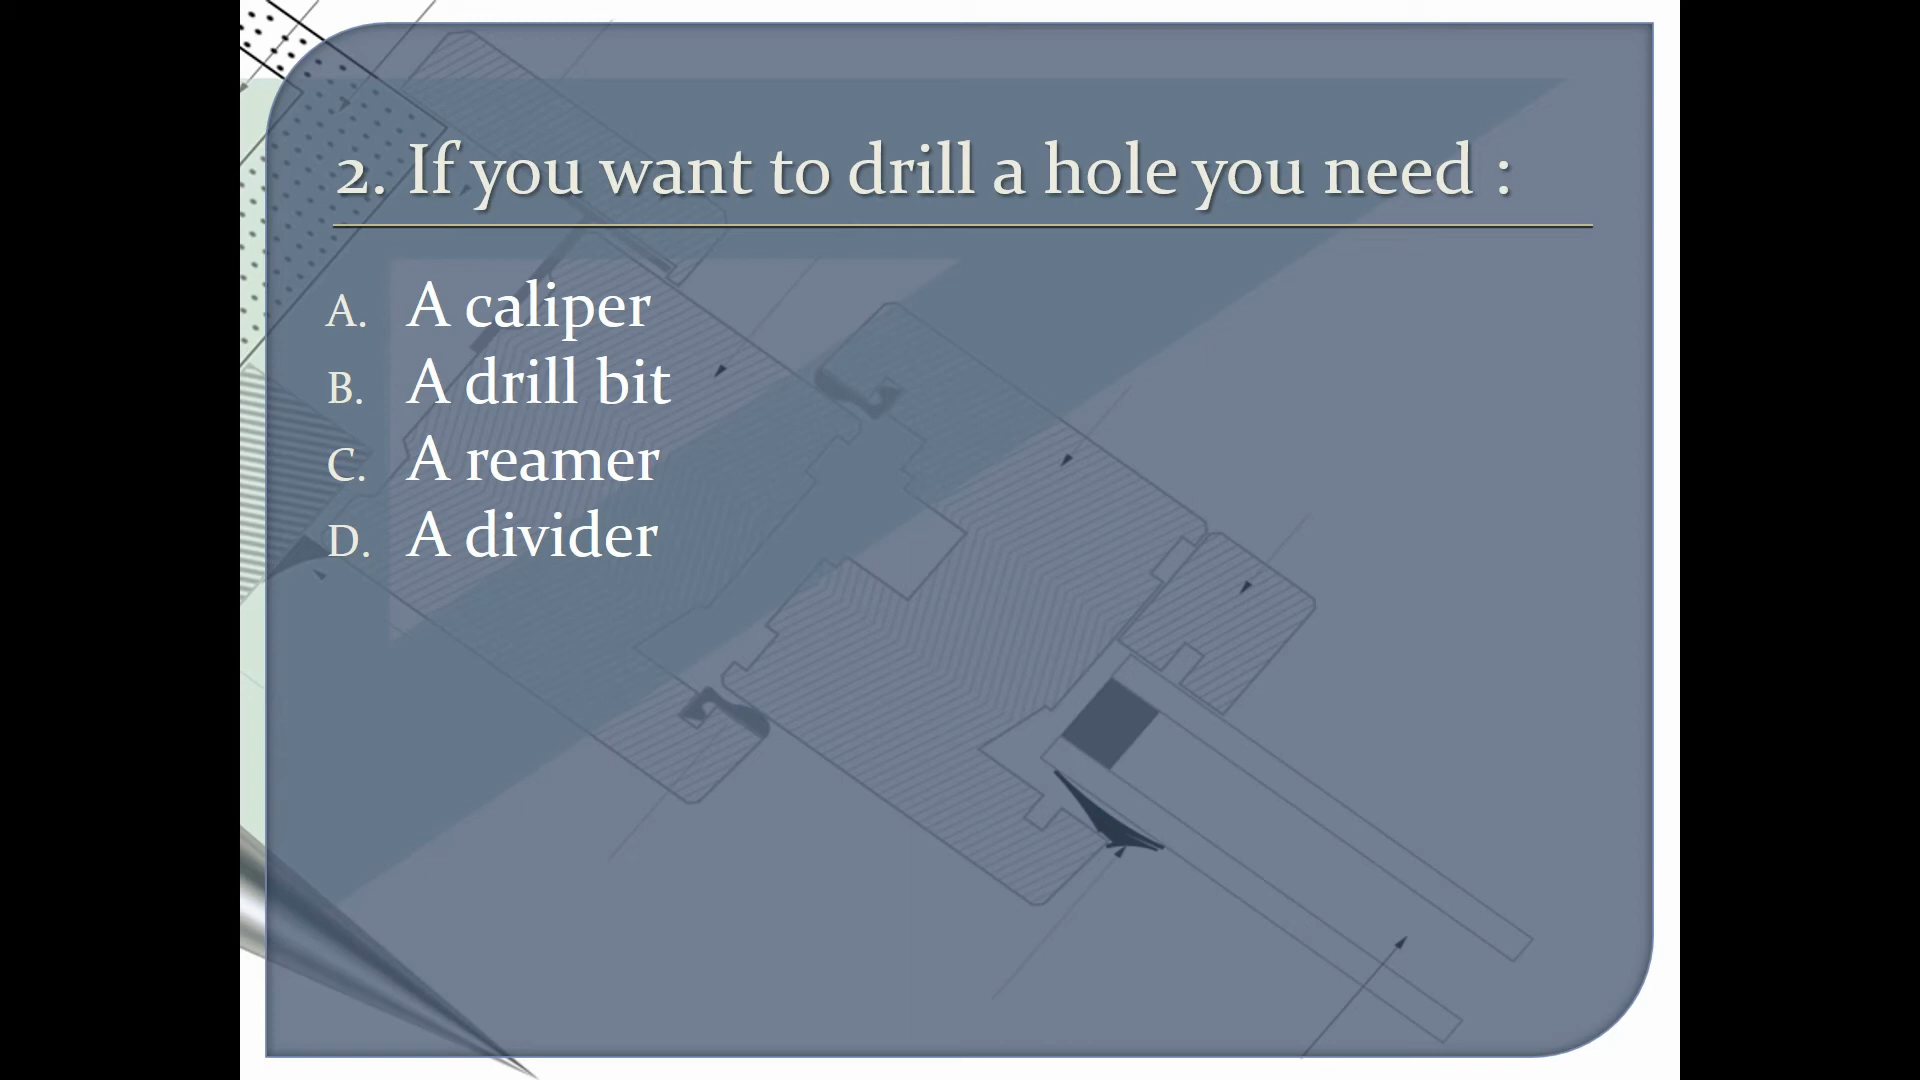 2. If you want to drill a hole you need :
A. A caliper
B. A drill bit
C. A reamer
D. A divider